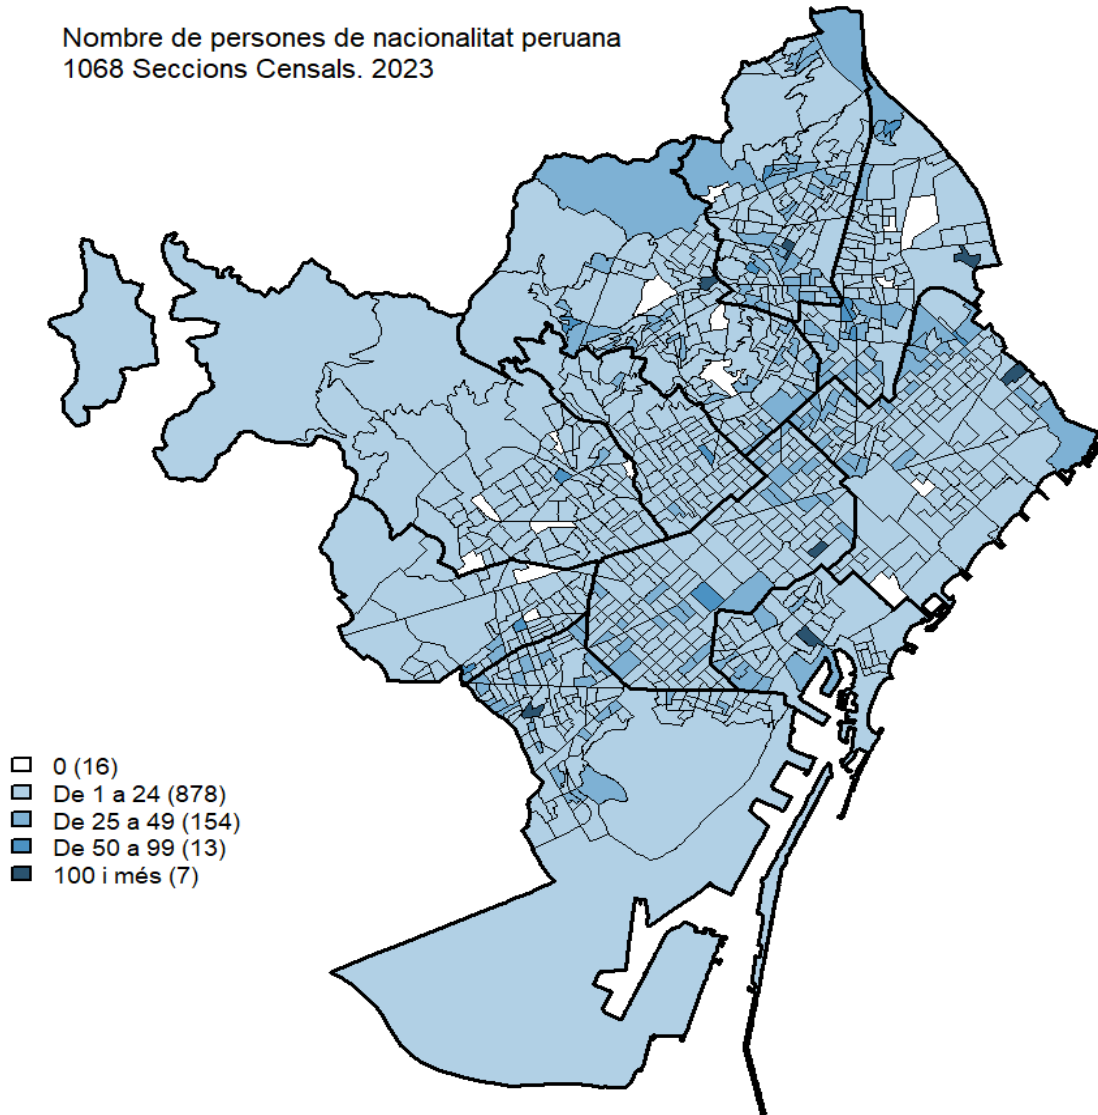 Nombre de persones de nacionalitat peruana
1068 Seccions Censals. 2023
0 (16)
De 1 a 24 (878)
De 25 a 49 (154)
De 50 a 99 (13)
100 i més (7)